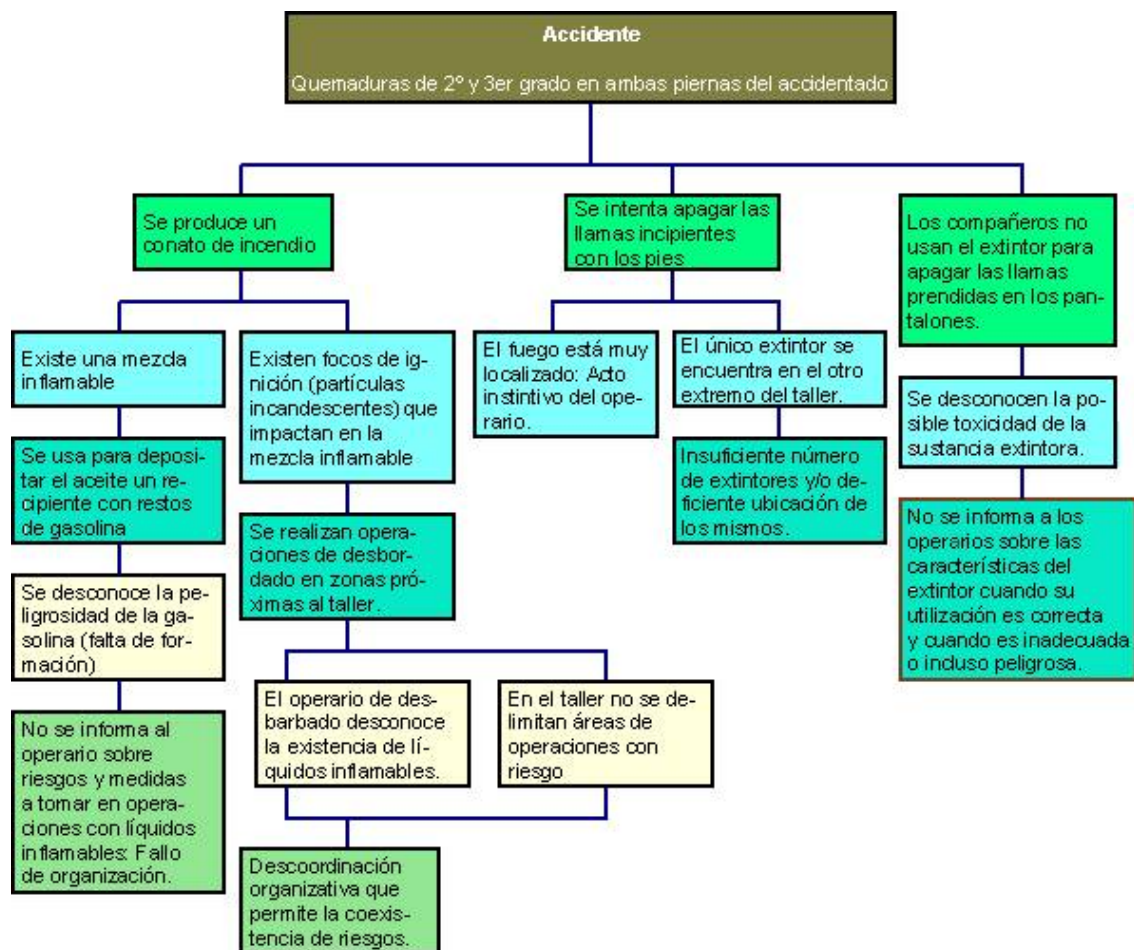 Accidente
Quemaduras de 2º y 3er grado en ambas piernas del accidentado
Se produce un
conato de incendio
Se intenta apagar las
llamas incipientes
con los pies
Los compañeros no
usan el extintor para
apagar las llamas
prendidas en los pan-
talones.
Existe una mezcla
inflamable
Existen focos de ig-
nición (partículas
incandescentes) que
impactan en la
mezcla inflamable
El fuego está muy
localizado: Acto
instintivo del ope-
rario.
El único extintor se
encuentra en el otro
extremo del taller.
Se desconocen la po-
sible toxicidad de la
sustancia extintora.
Se usa para deposi-
tar el aceite un re-
cipiente con restos
de gasolina
Se realizan opera-
ciones de desbor-
dado en zonas pró-
ximas al taller.
Insuficiente número
de extintores y/o de-
ficiente ubicación de
los mismos.
No se informa a los
operarios sobre las
características del
extintor cuando su
utilización es correcta
y cuando es inadecuada
o incluso peligrosa.
Se desconoce la pe-
ligrosidad de la ga-
solina (falta de for-
mación)
El operario de des-
barbado desconoce
la existencia de lí-
quidos inflamables.
En el taller no se de-
limitan áreas de
operaciones con
riesgo
No se informa al
operario sobre
riesgos y medidas
a tomar en opera-
ciones con líquidos
inflamables: Fallo
de organización.
Descoordinación
organizativa que
permite la coexis-
tencia de riesgos.